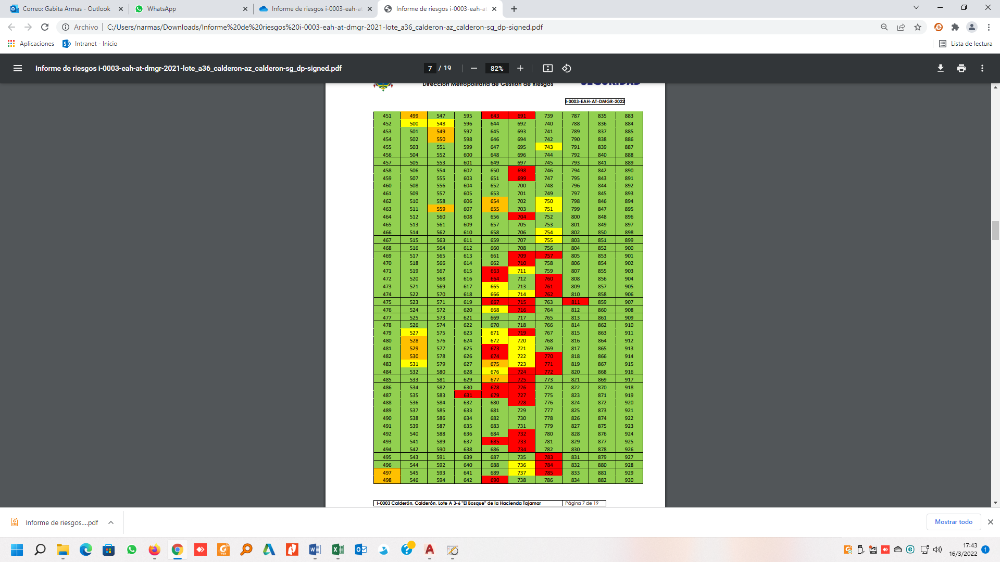 Correo: Gabita Armas - Outlook
WhatsApp
Informe de riesgos i-0003-eah-at
Informe de riesgos i-0003-eah-at
Archivo
C:/Users/narmas/Downloads/Informe%20de%20riesgos%20i-0003-eah-at-dmgr-2021-lote_a36_calderon-az_calderon-sg_dp-signed.pdf
Aplicaciones
Intranet - Inicio
Lista de lectura
Informe de riesgos i-0003-eah-at-dmgr-2021-lote_a36_calderon-az_calderon-sg_dp-signed.pdf
7 / 19
82%
Dirección Metropolitana de Gestión de Riesgos
SEGURIDAD
I-0003-EAH-AT-DMGR-2022
451 499 547 595 643 691 739 787 835 883
452 500 548 596 644 692 740 788 836 884
453 501 549 597 645 693 741 789 837 885
454 502 550 598 646 694 742 790 838 886
455 503 551 599 647 695 743 791 839 887
456 504 552 600 648 696 744 792 840 888
457 505 553 601 649 697 745 793 841 889
458 506 554 602 650 698 746 794 842 890
459 507 555 603 651 699 747 795 843 891
460 508 556 604 652 700 748 796 844 892
461 509 557 605 653 701 749 797 845 893
462 510 558 606 654 702 750 798 846 894
463 511 559 607 655 703 751 799 847 895
464 512 560 608 656 704 752 800 848 896
465 513 561 609 657 705 753 801 849 897
466 514 562 610 658 706 754 802 850 898
467 515 563 611 659 707 755 803 851 899
468 516 564 612 660 708 756 804 852 900
469 517 565 613 661 709 757 805 853 901
470 518 566 614 662 710 758 806 854 902
471 519 567 615 663 711 759 807 855 903
472 520 568 616 664 712 760 808 856 904
473 521 569 617 665 713 761 809 857 905
474 522 570 618 666 714 762 810 858 906
475 523 571 619 667 715 763 811 859 907
476 524 572 620 668 716 764 812 860 908
477 525 573 621 669 717 765 813 861 909
478 526 574 622 670 718 766 814 862 910
479 527 575 623 671 719 767 815 863 911
480 528 576 624 672 720 768 816 864 912
481 529 577 625 673 721 769 817 865 913
482 530 578 626 674 722 770 818 866 914
483 531 579 627 675 723 771 819 867 915
484 532 580 628 676 724 772 820 868 916
485 533 581 629 677 725 773 821 869 917
486 534 582 630 678 726 774 822 870 918
487 535 583 631 679 727 775 823 871 919
488 536 584 632 680 728 776 824 872 920
489 537 585 633 681 729 777 825 873 921
490 538 586 634 682 730 778 826 874 922
491 539 587 635 683 731 779 827 875 923
492 540 588 636 684 732 780 828 876 924
493 541 589 637 685 733 781 829 877 925
494 542 590 638 686 734 782 830 878 926
495 543 591 639 687 735 783 831 879 927
496 544 592 640 688 736 784 832 880 928
497 545 593 641 689 737 785 833 881 929
498 546 594 642 690 738 786 834 882 930
I-0003 Calderón, Calderón, Lote A 3-6 "El Bosque" de la Hacienda Tajamar
Página 7 de 19
Informe de riesgos....pdf
Mostrar todo
17:43
16/3/2022
1